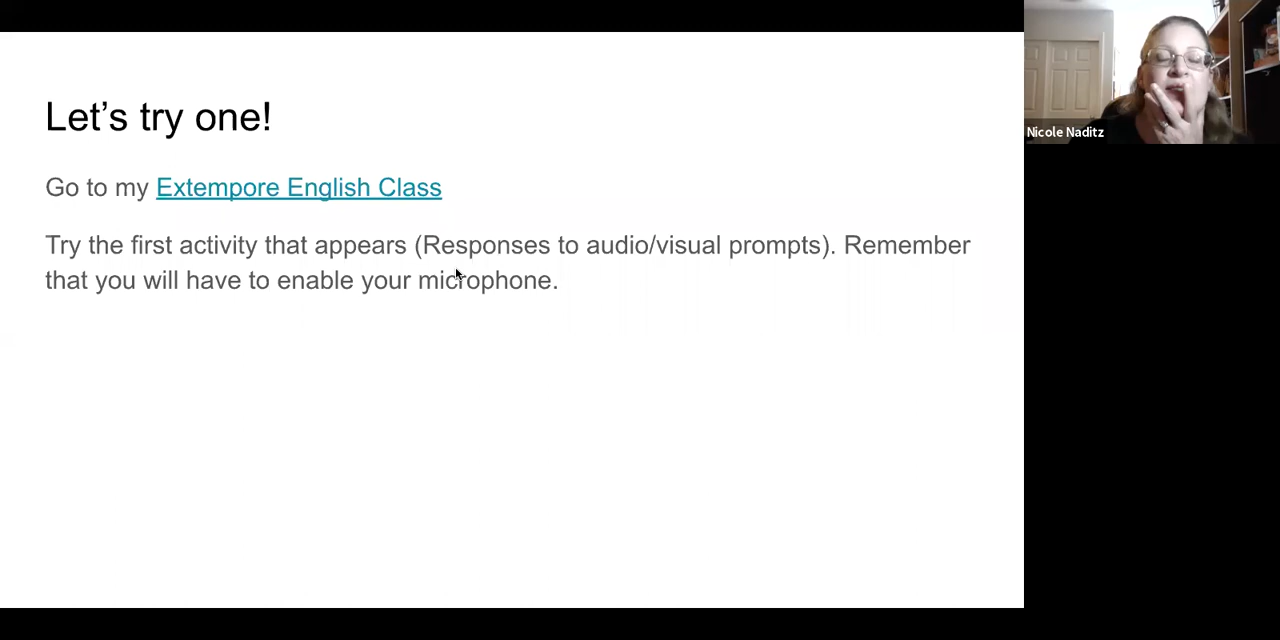 Let’s try one!
Go to my Extempore English Class
Try the first activity that appears (Responses to audio/visual prompts). Remember
that you will have to enable your microphone.
Nicole Naditz